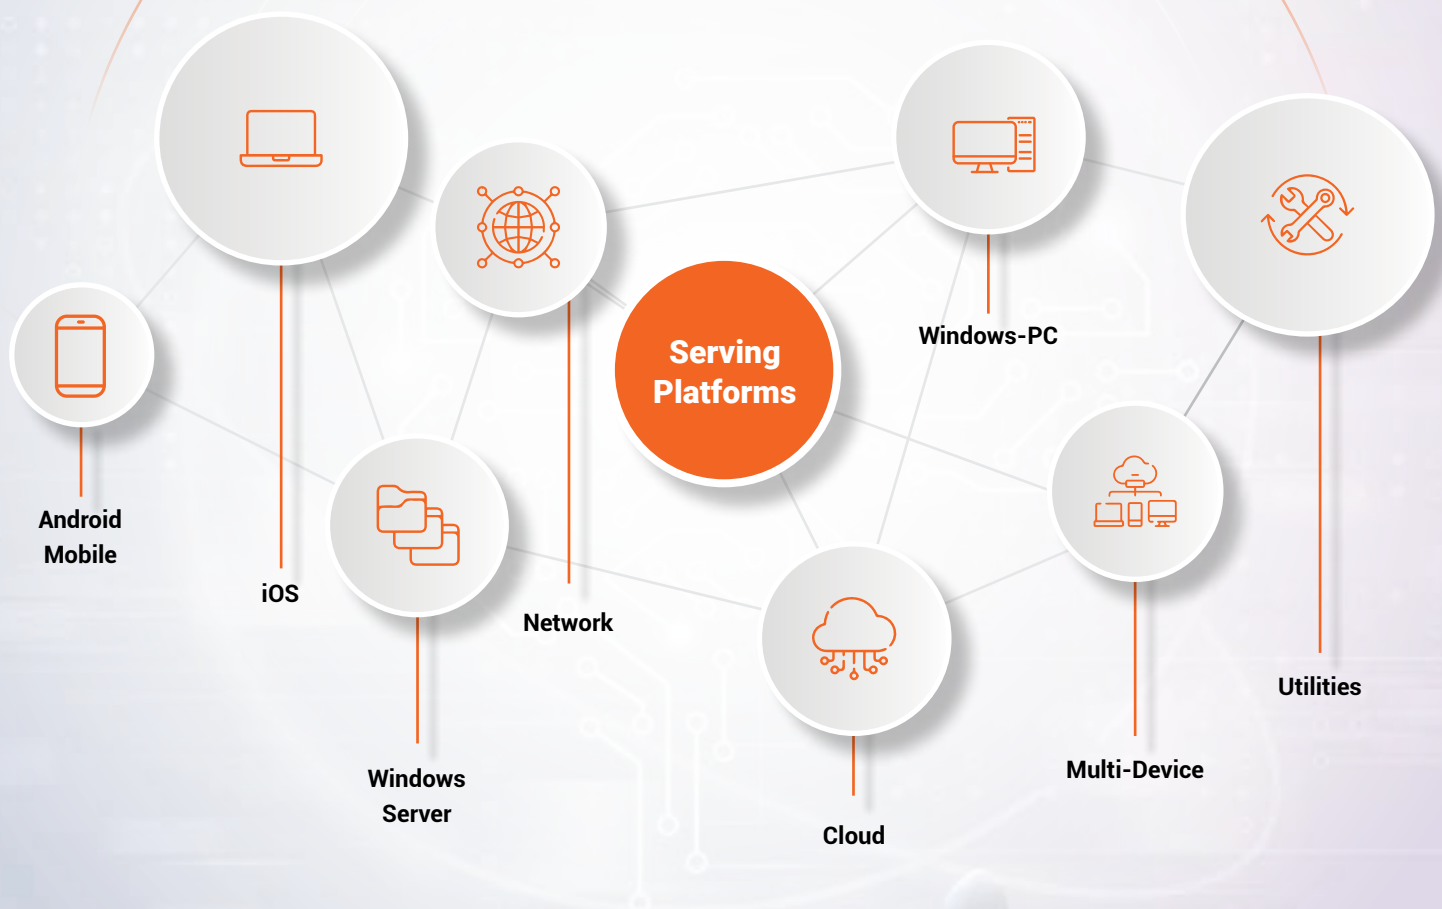 Serving
Platforms
Windows-PC
Android
Mobile
iOS
Network
Utilities
Windows
Server
Multi-Device
Cloud